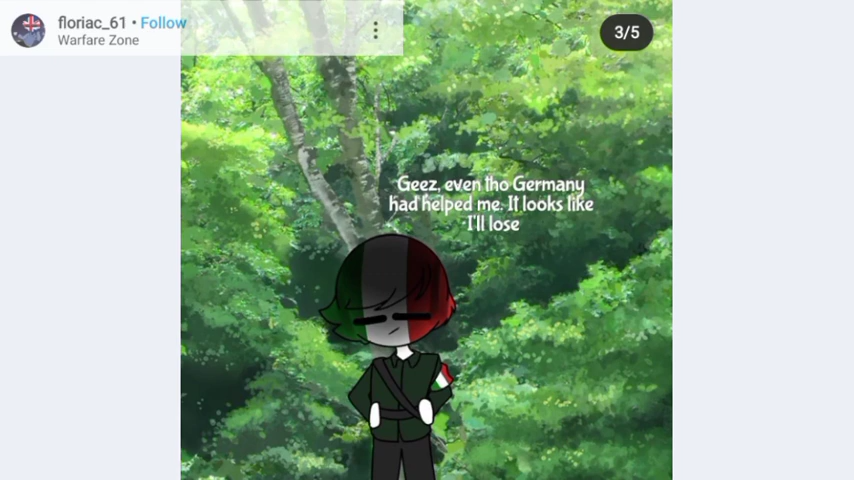 floriac_61 • Follow
Warfare Zone
3/5
Geez, even tho Germany
had helped me. It looks like
I'll lose